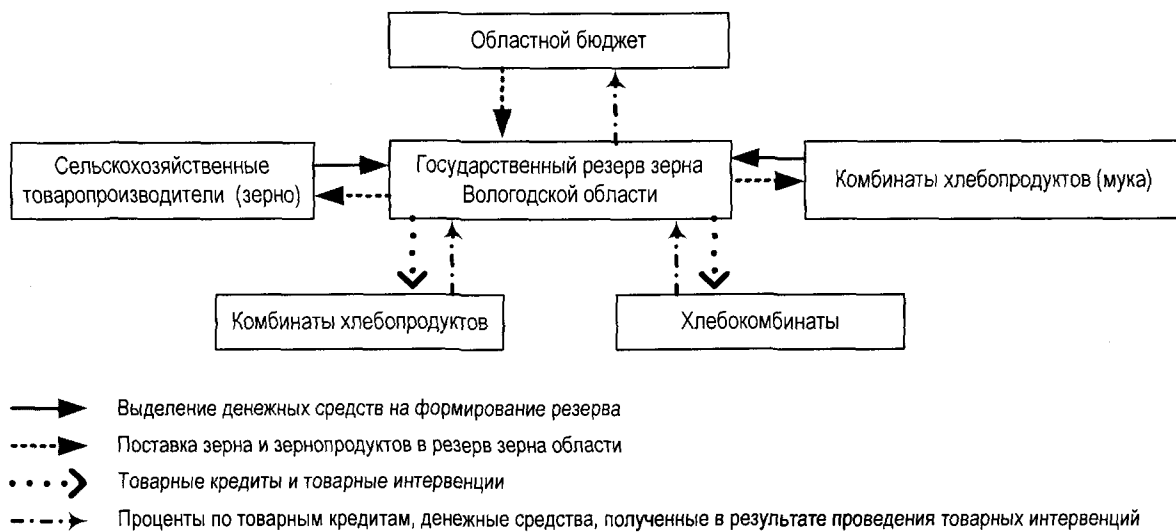 Областной бюджет
Сельскохозяйственные
товаропроизводители (зерно)
Государственный резерв зерна
Вологодской области
Комбинаты хлебопродуктов (мука)
Комбинаты хлебопродуктов
Хлебокомбинаты
Выделение денежных средств на формирование резерва
Поставка зерна и зернопродуктов в резерв зерна области
Товарные кредиты и товарные интервенции
Проценты по товарным кредитам, денежные средства, полученные в результате проведения товарных интервенций